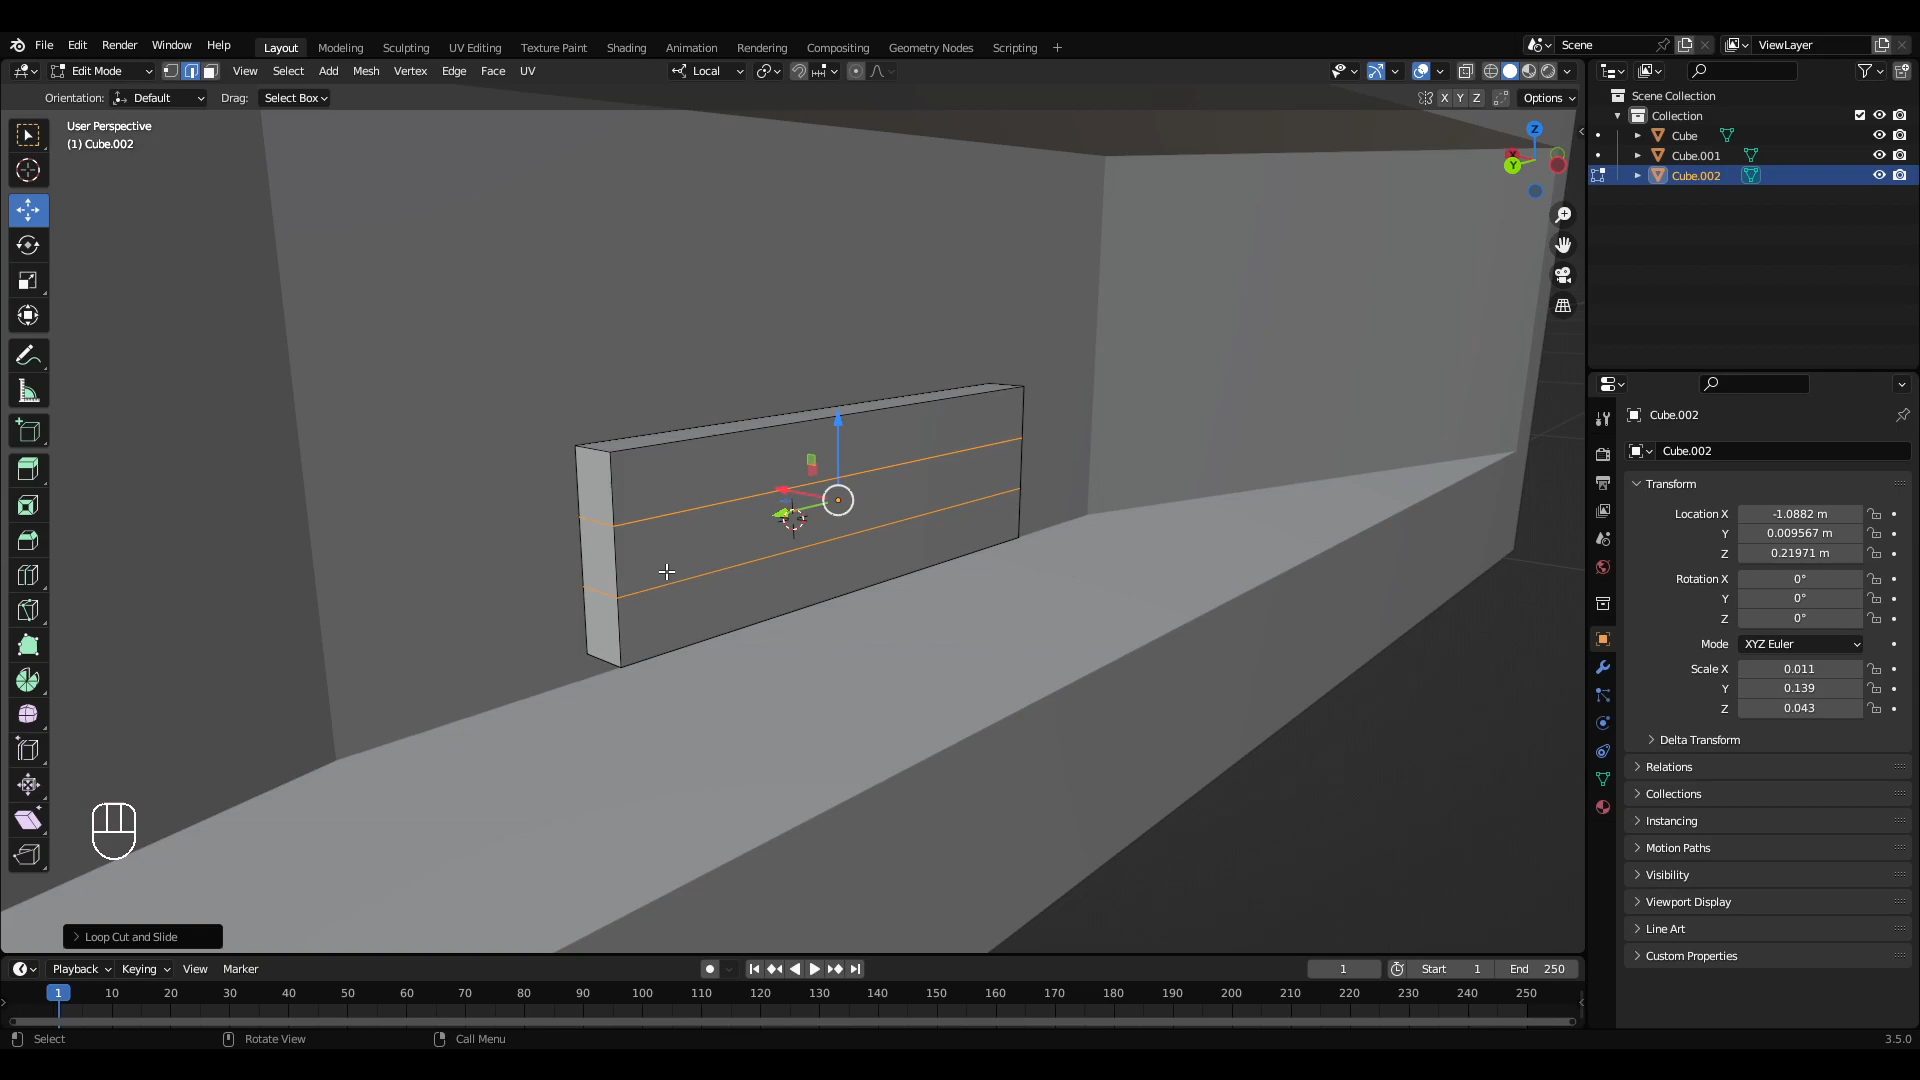 File Edit Render Window Help Layout Modeling Sculpting UV Editing Texture Paint Shading Animation Rendering Compositing Geometry Nodes Scripting + Scene ViewLayer
Edit Mode View Select Add Mesh Vertex Edge Face UV Local
Orientation: Default Drag: Select Box X Y Z Options
User Perspective
(1) Cube.002
Z
X
Y
Loop Cut and Slide
Scene Collection
Collection
Cube
Cube.001
Cube.002
Cube.002
Cube.002
Transform
Location X -1.0882 m
Y 0.009567 m
Z 0.21971 m
Rotation X 0°
Y 0°
Z 0°
Mode XYZ Euler
Scale X 0.011
Y 0.139
Z 0.043
Delta Transform
Relations
Collections
Instancing
Motion Paths
Visibility
Viewport Display
Line Art
Custom Properties
Playback Keying View Marker 1 Start 1 End 250
1 10 20 30 40 50 60 70 80 90 100 110 120 130 140 150 160 170 180 190 200 210 220 230 240 250
Select Rotate View Call Menu 3.5.0